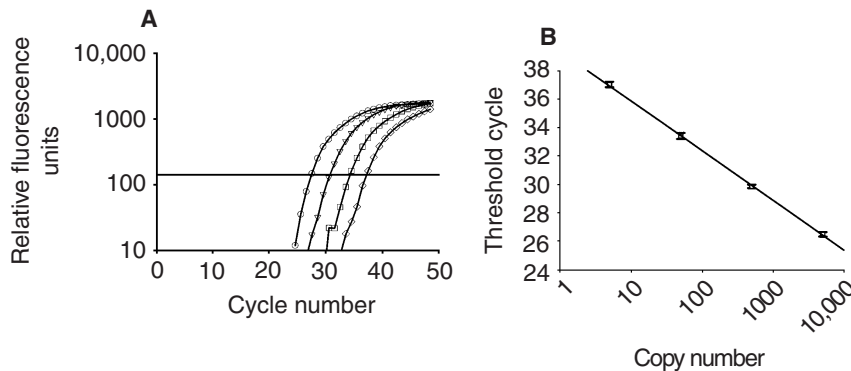 A
Relative fluorescence
units
10,000
1000
100
10
0 10 20 30 40 50
Cycle number
B
Threshold cycle
38
36
34
32
30
28
26
24
1 10 100 1000 10,000
Copy number